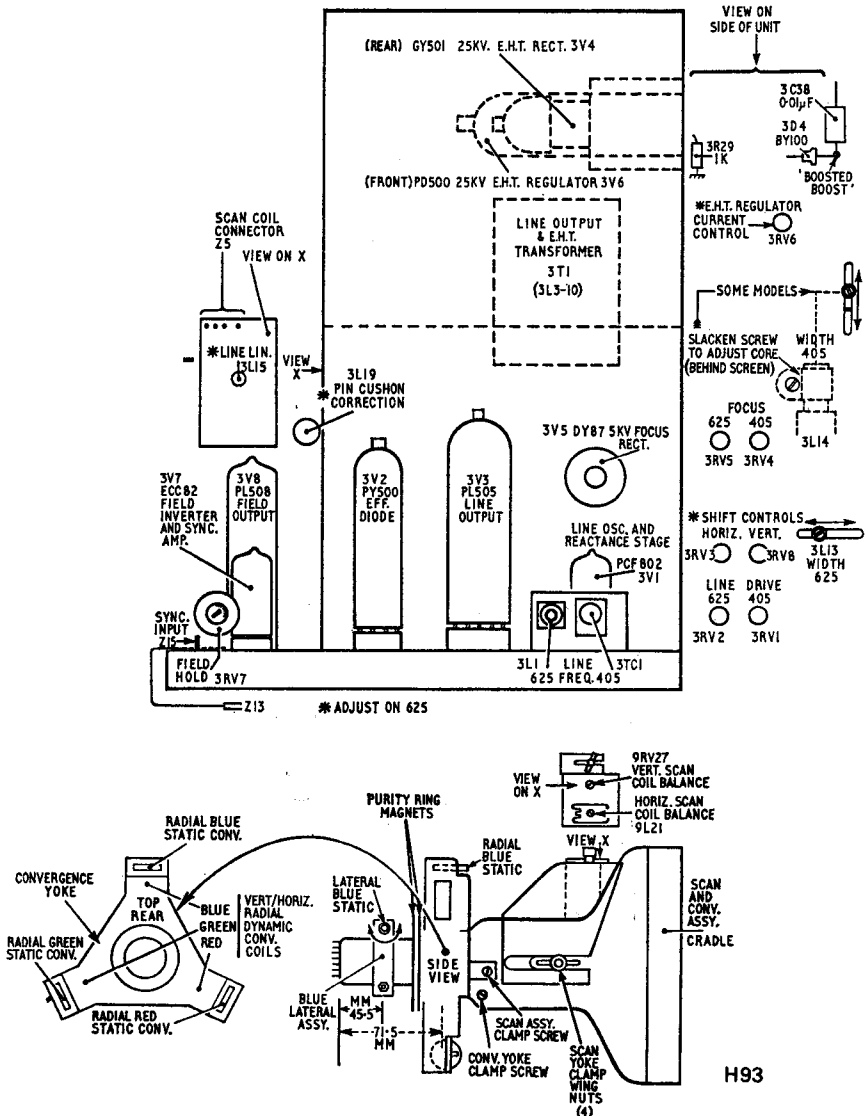 VIEW ON
SIDE OF UNIT
(REAR) GY501 25KV. E.H.T. RECT. 3V4
3C38
0·01µF
3D4
BY100
3R29
1K
'BOOSTED
BOOST'
(FRONT) PD500 25KV E.H.T. REGULATOR 3V6
✱E.H.T. REGULATOR
CURRENT
CONTROL
3RV6
SCAN COIL
CONNECTOR
Z5
VIEW ON X
LINE OUTPUT
& E.H.T.
TRANSFORMER
3T1
(3L3-10)
SOME MODELS
✱LINE LIN.
3L15
VIEW
X
SLACKEN SCREW
TO ADJUST CORE
(BEHIND SCREEN)
WIDTH
405
3L14
3L19
PIN CUSHON
✱ CORRECTION
FOCUS
625 405
3RV5 3RV4
3V5 DY87 5KV FOCUS
RECT.
3V7
ECC82
FIELD
INVERTER
AND SYNC.
AMP.
3V8
PL508
FIELD
OUTPUT
3V2
PY500
EFF.
DIODE
3V3
PL505
LINE
OUTPUT
LINE OSC. AND
REACTANCE STAGE
PCF802
3V1
✱SHIFT CONTROLS
HORIZ. VERT.
3RV3 3RV8
3L13
WIDTH
625
LINE DRIVE
625 405
3RV2 3RV1
SYNC.
INPUT
Z15
FIELD
HOLD 3RV7
3L1 LINE 3TC1
625 FREQ. 405
Z13
✱ ADJUST ON 625
9RV27
VERT. SCAN
COIL BALANCE
VIEW
ON X
HORIZ. SCAN
COIL BALANCE
9L21
VIEW X
PURITY RING
MAGNETS
RADIAL BLUE
STATIC CONV.
RADIAL
BLUE
STATIC
CONVERGENCE
YOKE
TOP
REAR
BLUE
GREEN
RED
VERT/HORIZ.
RADIAL
DYNAMIC
CONV.
COILS
LATERAL
BLUE
STATIC
SCAN
AND
CONV.
ASSY.
CRADLE
RADIAL GREEN
STATIC CONV.
SIDE
VIEW
RADIAL RED
STATIC CONV.
BLUE
LATERAL
ASSY.
MM
45·5
71·5
MM
SCAN ASSY.
CLAMP SCREW
CONV. YOKE
CLAMP SCREW
SCAN
YOKE
CLAMP
WING
NUTS
(4)
H93